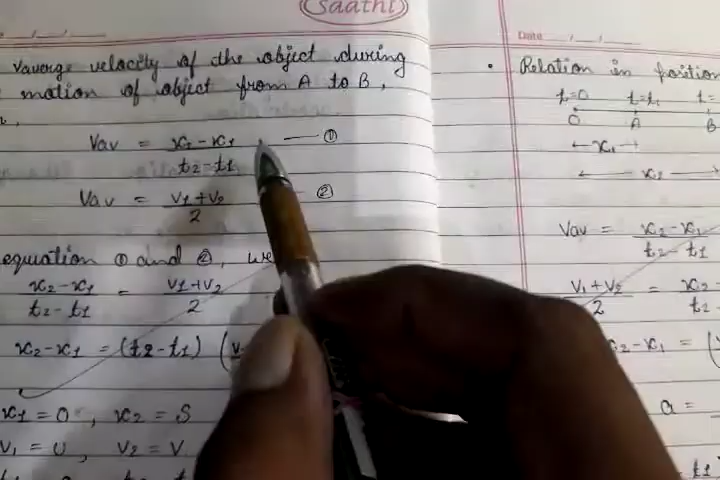 saathi
vaverge velocity of the object during
motion of object from A to B,
Vav = x₂-x1 / t2-t1 —①
Vav = v1+v2 / 2 ②
equation ① and ②, we
x2-x1 / t2-t1 = v1+v2 / 2
x2-x1 = (t2-t1) (
x1 = 0, x2 = S
v1 = U, v2 = V
Date
• Relation in position
t=0 t=t₁ t=
O A B
←x₁→
← x₂ →
Vav = x2-x1 / t2-t1
v1+v2 / 2 = x2
x2-x1 = (
a =